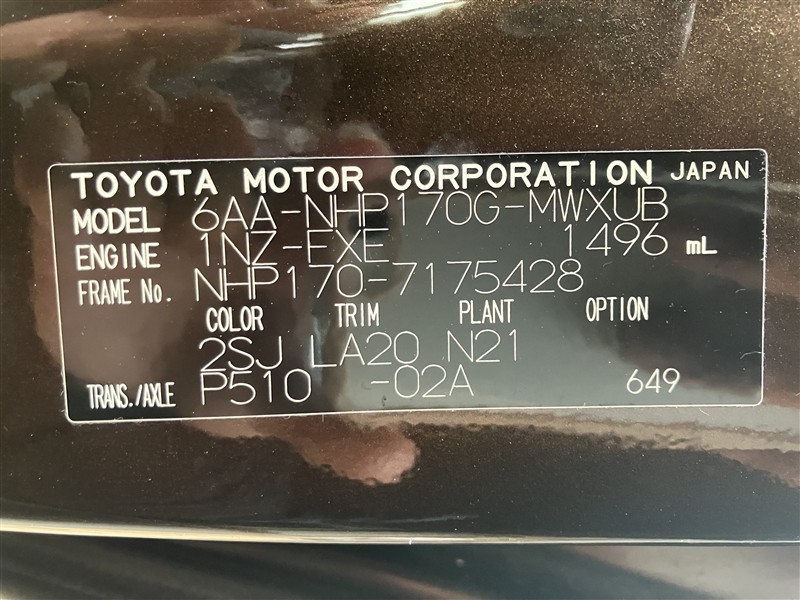 TOYOTA MOTOR CORPORATION JAPAN
MODEL 6AA-NHP170G-MWXUB
ENGINE 1NZ-FXE 1496 mL
FRAME No. NHP170-7175428
COLOR TRIM PLANT OPTION
2SJ LA20 N21
TRANS./AXLE P510 -02A 649